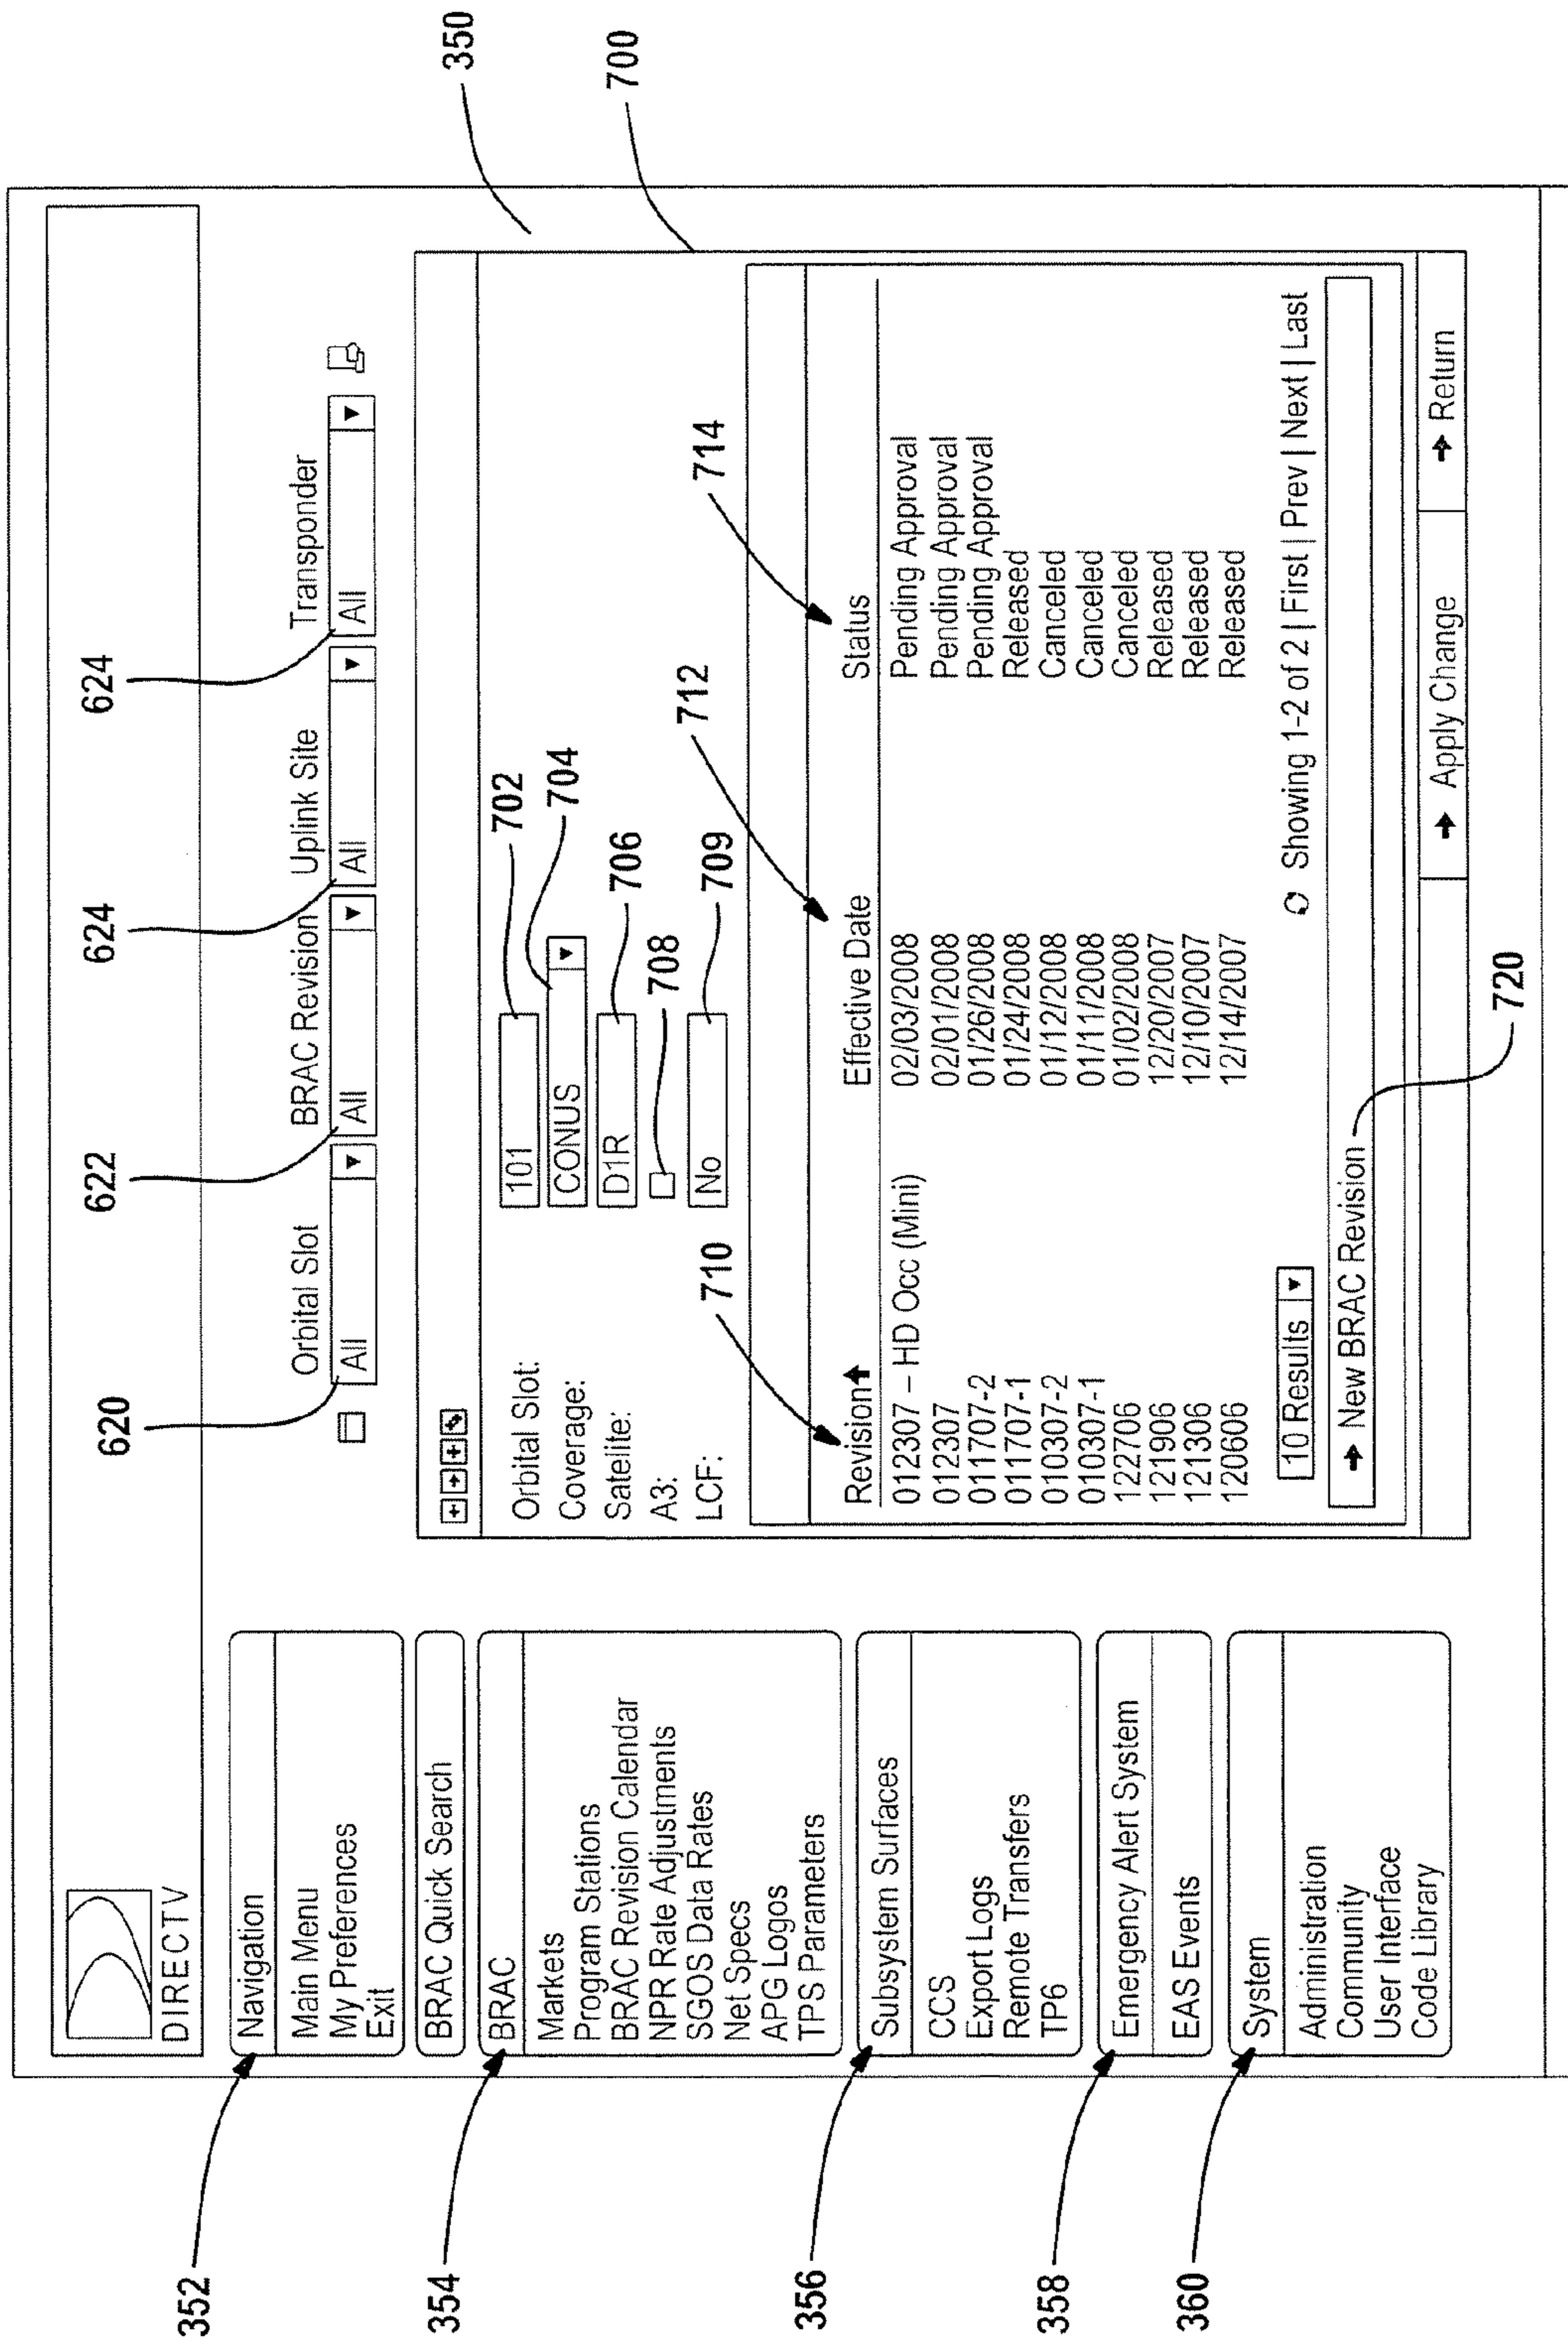 DIRECTV
352
Navigation
Main Menu
My Preferences
Exit
BRAC Quick Search
354
BRAC
Markets
Program Stations
BRAC Revision Calendar
NPR Rate Adjustments
SGOS Data Rates
Net Specs
APG Logos
TPS Parameters
356
Subsystem Surfaces
CCS
Export Logs
Remote Transfers
TP6
358
Emergency Alert System
EAS Events
360
System
Administration
Community
User Interface
Code Library
620 622 624 624
Orbital Slot BRAC Revision Uplink Site Transponder
All All All All
350
700
Orbital Slot: 101 702
Coverage: CONUS 704
Satelite: D1R 706
A3: 708
LCF: No 709
710 712 714
Revision Effective Date Status
012307 – HD Occ (Mini) 02/03/2008 Pending Approval
012307 02/01/2008 Pending Approval
011707-2 01/26/2008 Pending Approval
011707-1 01/24/2008 Released
010307-2 01/12/2008 Canceled
010307-1 01/11/2008 Canceled
122706 01/02/2008 Canceled
121906 12/20/2007 Released
121306 12/10/2007 Released
120606 12/14/2007 Released
10 Results Showing 1-2 of 2 | First | Prev | Next | Last
New BRAC Revision
720
Apply Change Return